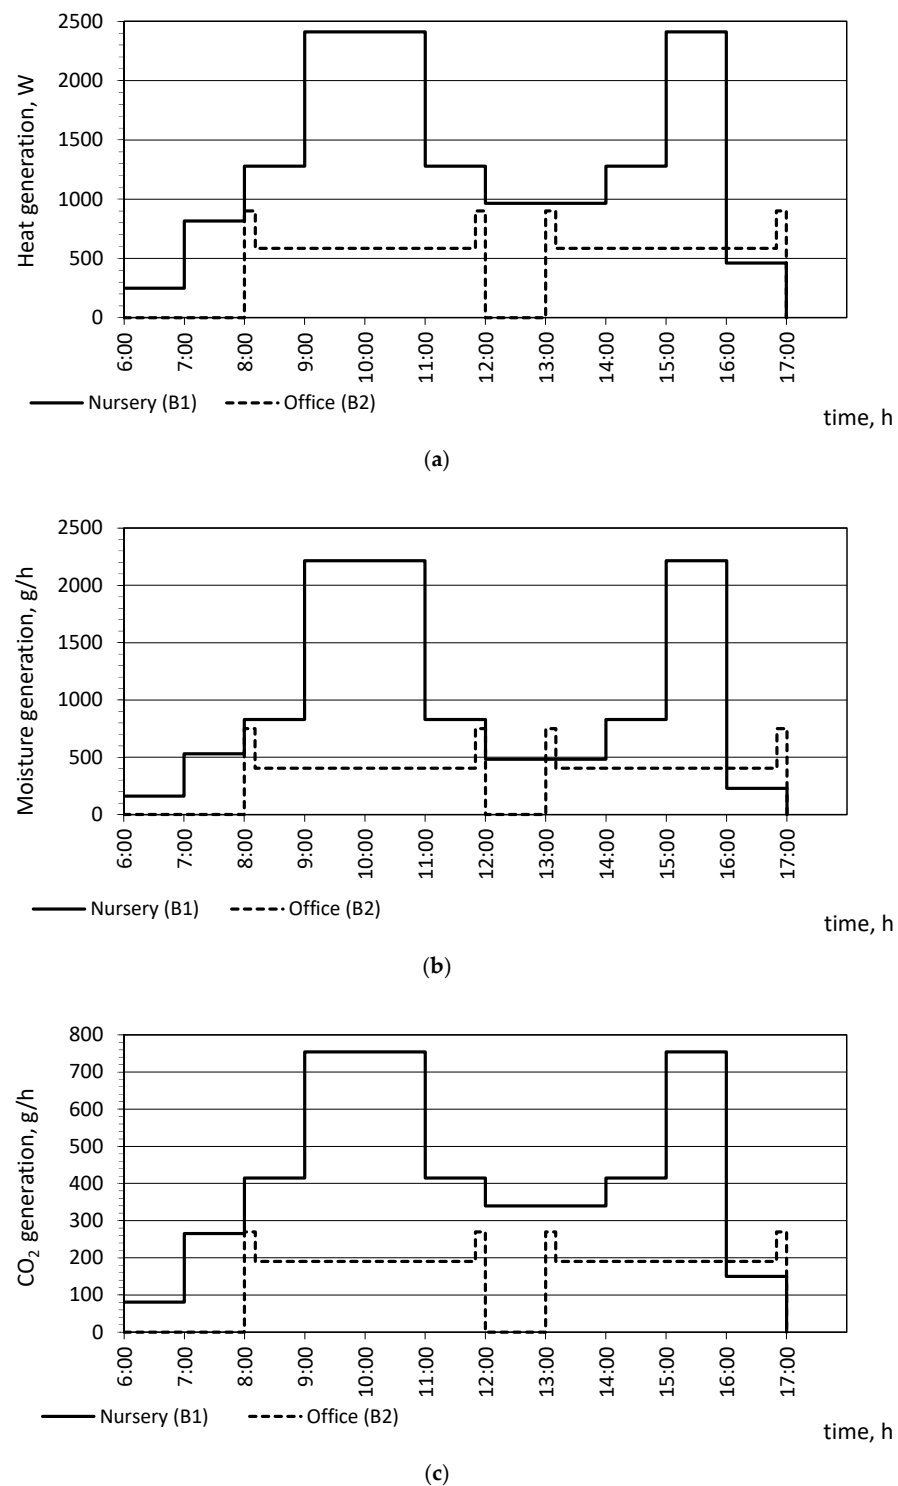 Heat generation, W
2500
2000
1500
1000
500
0
6:00 7:00 8:00 9:00 10:00 11:00 12:00 13:00 14:00 15:00 16:00 17:00
Nursery (B1) Office (B2)
time, h
(a)
Moisture generation, g/h
2500
2000
1500
1000
500
0
6:00 7:00 8:00 9:00 10:00 11:00 12:00 13:00 14:00 15:00 16:00 17:00
Nursery (B1) Office (B2)
time, h
(b)
CO₂ generation, g/h
800
700
600
500
400
300
200
100
0
6:00 7:00 8:00 9:00 10:00 11:00 12:00 13:00 14:00 15:00 16:00 17:00
Nursery (B1) Office (B2)
time, h
(c)